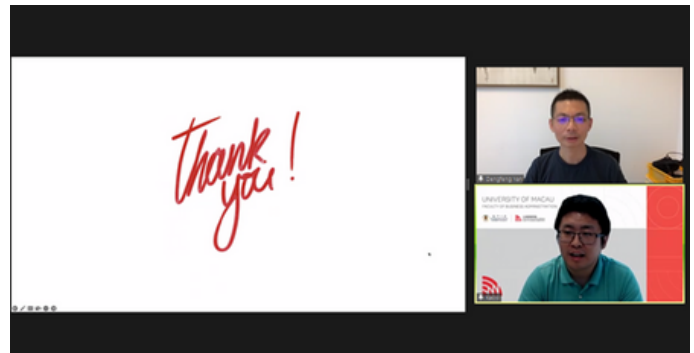 Thank
you!
UNIVERSITY OF MACAU
FACULTY OF BUSINESS ADMINISTRATION